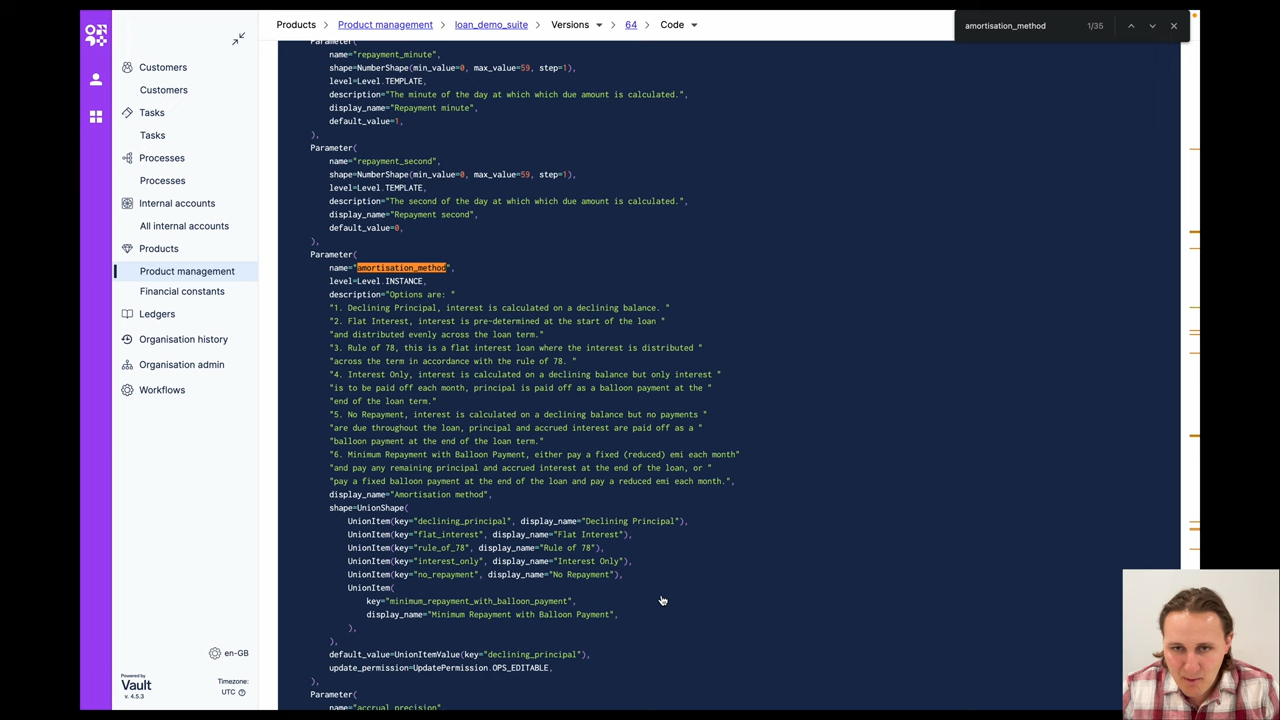 Products
Product management
loan_demo_suite
Versions
64
Code
amortisation_method
1/35
Customers
Customers
Tasks
Tasks
Processes
Processes
Internal accounts
All internal accounts
Products
Product management
Financial constants
Ledgers
Organisation history
Organisation admin
Workflows
en-GB
Powered by
Vault
v. 4.5.3
Timezone:
UTC
Parameter(
name="repayment_minute",
shape=NumberShape(min_value=0, max_value=59, step=1),
level=Level.TEMPLATE,
description="The minute of the day at which which due amount is calculated.",
display_name="Repayment minute",
default_value=1,
),
Parameter(
name="repayment_second",
shape=NumberShape(min_value=0, max_value=59, step=1),
level=Level.TEMPLATE,
description="The second of the day at which which due amount is calculated.",
display_name="Repayment second",
default_value=0,
),
Parameter(
name="amortisation_method",
level=Level.INSTANCE,
description="Options are: "
"1. Declining Principal, interest is calculated on a declining balance. "
"2. Flat Interest, interest is pre-determined at the start of the loan "
"and distributed evenly across the loan term."
"3. Rule of 78, this is a flat interest loan where the interest is distributed "
"across the term in accordance with the rule of 78. "
"4. Interest Only, interest is calculated on a declining balance but only interest "
"is to be paid off each month, principal is paid off as a balloon payment at the "
"end of the loan term."
"5. No Repayment, interest is calculated on a declining balance but no payments "
"are due throughout the loan, principal and accrued interest are paid off as a "
"balloon payment at the end of the loan term."
"6. Minimum Repayment with Balloon Payment, either pay a fixed (reduced) emi each month"
"and pay any remaining principal and accrued interest at the end of the loan, or "
"pay a fixed balloon payment at the end of the loan and pay a reduced emi each month.",
display_name="Amortisation method",
shape=UnionShape(
UnionItem(key="declining_principal", display_name="Declining Principal"),
UnionItem(key="flat_interest", display_name="Flat Interest"),
UnionItem(key="rule_of_78", display_name="Rule of 78"),
UnionItem(key="interest_only", display_name="Interest Only"),
UnionItem(key="no_repayment", display_name="No Repayment"),
UnionItem(
key="minimum_repayment_with_balloon_payment",
display_name="Minimum Repayment with Balloon Payment",
),
),
default_value=UnionItemValue(key="declining_principal"),
update_permission=UpdatePermission.OPS_EDITABLE,
),
Parameter(
name="accrual_precision",